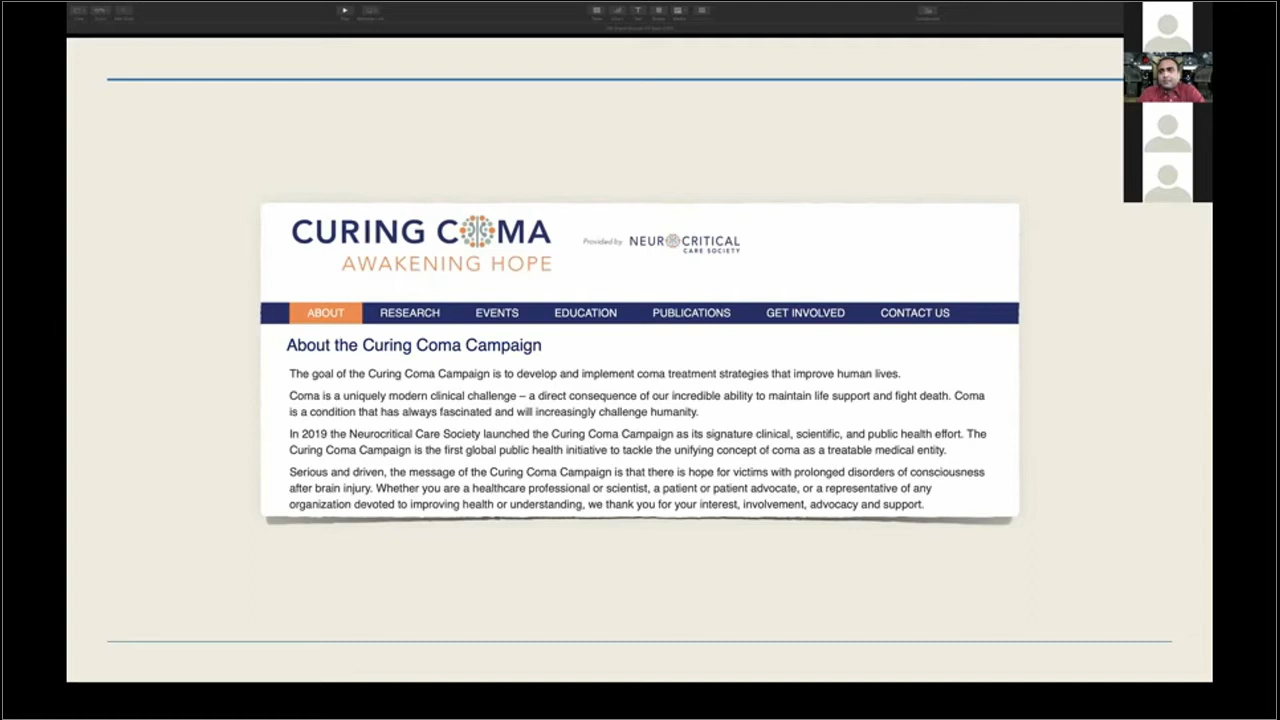 CURING COMA
AWAKENING HOPE
Provided by NEUROCRITICAL
CARE SOCIETY
ABOUT RESEARCH EVENTS EDUCATION PUBLICATIONS GET INVOLVED CONTACT US
About the Curing Coma Campaign
The goal of the Curing Coma Campaign is to develop and implement coma treatment strategies that improve human lives.
Coma is a uniquely modern clinical challenge – a direct consequence of our incredible ability to maintain life support and fight death. Coma
is a condition that has always fascinated and will increasingly challenge humanity.
In 2019 the Neurocritical Care Society launched the Curing Coma Campaign as its signature clinical, scientific, and public health effort. The
Curing Coma Campaign is the first global public health initiative to tackle the unifying concept of coma as a treatable medical entity.
Serious and driven, the message of the Curing Coma Campaign is that there is hope for victims with prolonged disorders of consciousness
after brain injury. Whether you are a healthcare professional or scientist, a patient or patient advocate, or a representative of any
organization devoted to improving health or understanding, we thank you for your interest, involvement, advocacy and support.